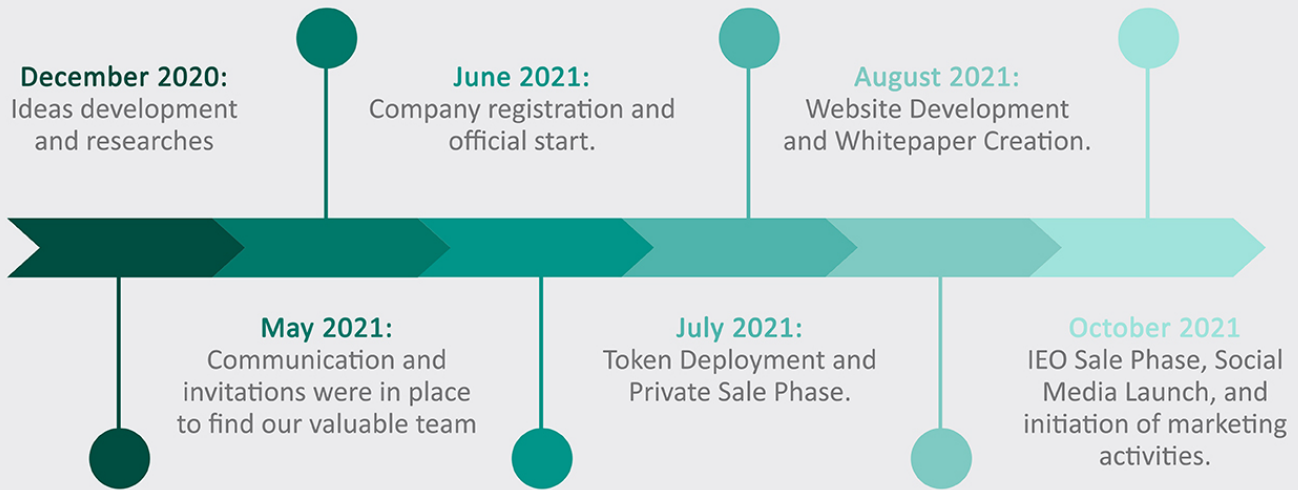 December 2020:
Ideas development
and researches
May 2021:
Communication and
invitations were in place
to find our valuable team
June 2021:
Company registration and
official start.
July 2021:
Token Deployment and
Private Sale Phase.
August 2021:
Website Development
and Whitepaper Creation.
October 2021
IEO Sale Phase, Social
Media Launch, and
initiation of marketing
activities.